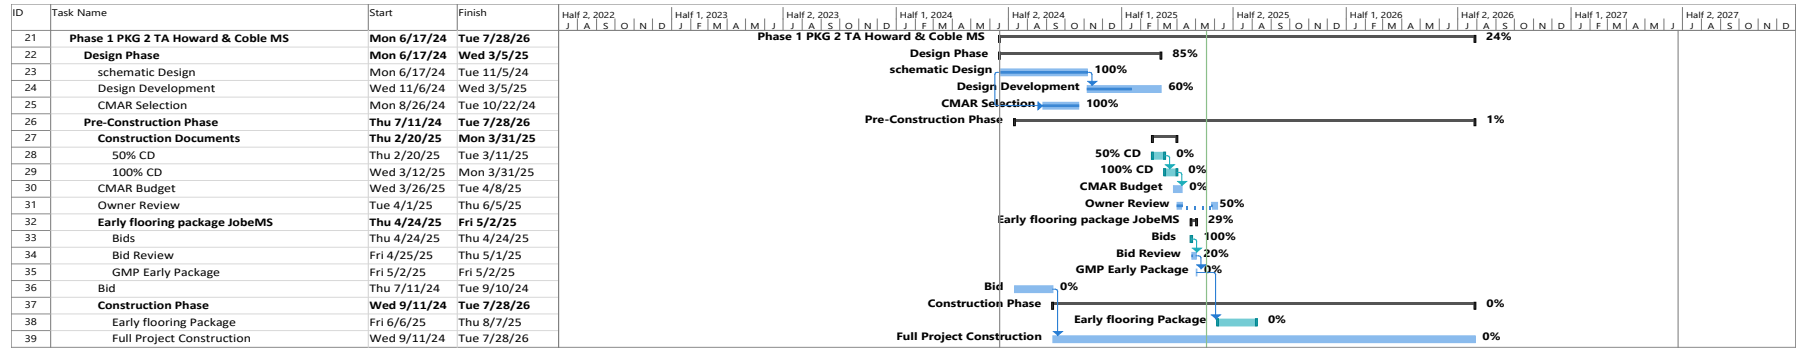 ID Task Name Start Finish Half 2, 2022 Half 1, 2023 Half 2, 2023 Half 1, 2024 Half 2, 2024 Half 1, 2025 Half 2, 2025 Half 1, 2026 Half 2, 2026 Half 1, 2027 Half 2, 2027
J A S O N D J F M A M J J A S O N D J F M A M J J A S O N D J F M A M J J A S O N D J F M A M J J A S O N D J F M A M J J A S O N D
21 Phase 1 PKG 2 TA Howard & Coble MS Mon 6/17/24 Tue 7/28/26 Phase 1 PKG 2 TA Howard & Coble MS 24%
22 Design Phase Mon 6/17/24 Wed 3/5/25 Design Phase 85%
23 schematic Design Mon 6/17/24 Tue 11/5/24 schematic Design 100%
24 Design Development Wed 11/6/24 Wed 3/5/25 Design Development 60%
25 CMAR Selection Mon 8/26/24 Tue 10/22/24 CMAR Selection 100%
26 Pre-Construction Phase Thu 7/11/24 Tue 7/28/26 Pre-Construction Phase 1%
27 Construction Documents Thu 2/20/25 Mon 3/31/25
28 50% CD Thu 2/20/25 Tue 3/11/25 50% CD 0%
29 100% CD Wed 3/12/25 Mon 3/31/25 100% CD 0%
30 CMAR Budget Wed 3/26/25 Tue 4/8/25 CMAR Budget 0%
31 Owner Review Tue 4/1/25 Thu 6/5/25 Owner Review 50%
32 Early flooring package JobeMS Thu 4/24/25 Fri 5/2/25 Early flooring package JobeMS 29%
33 Bids Thu 4/24/25 Thu 4/24/25 Bids 100%
34 Bid Review Fri 4/25/25 Thu 5/1/25 Bid Review 20%
35 GMP Early Package Fri 5/2/25 Fri 5/2/25 GMP Early Package 0%
36 Bid Thu 7/11/24 Tue 9/10/24 Bid 0%
37 Construction Phase Wed 9/11/24 Tue 7/28/26 Construction Phase 0%
38 Early flooring Package Fri 6/6/25 Thu 8/7/25 Early flooring Package 0%
39 Full Project Construction Wed 9/11/24 Tue 7/28/26 Full Project Construction 0%